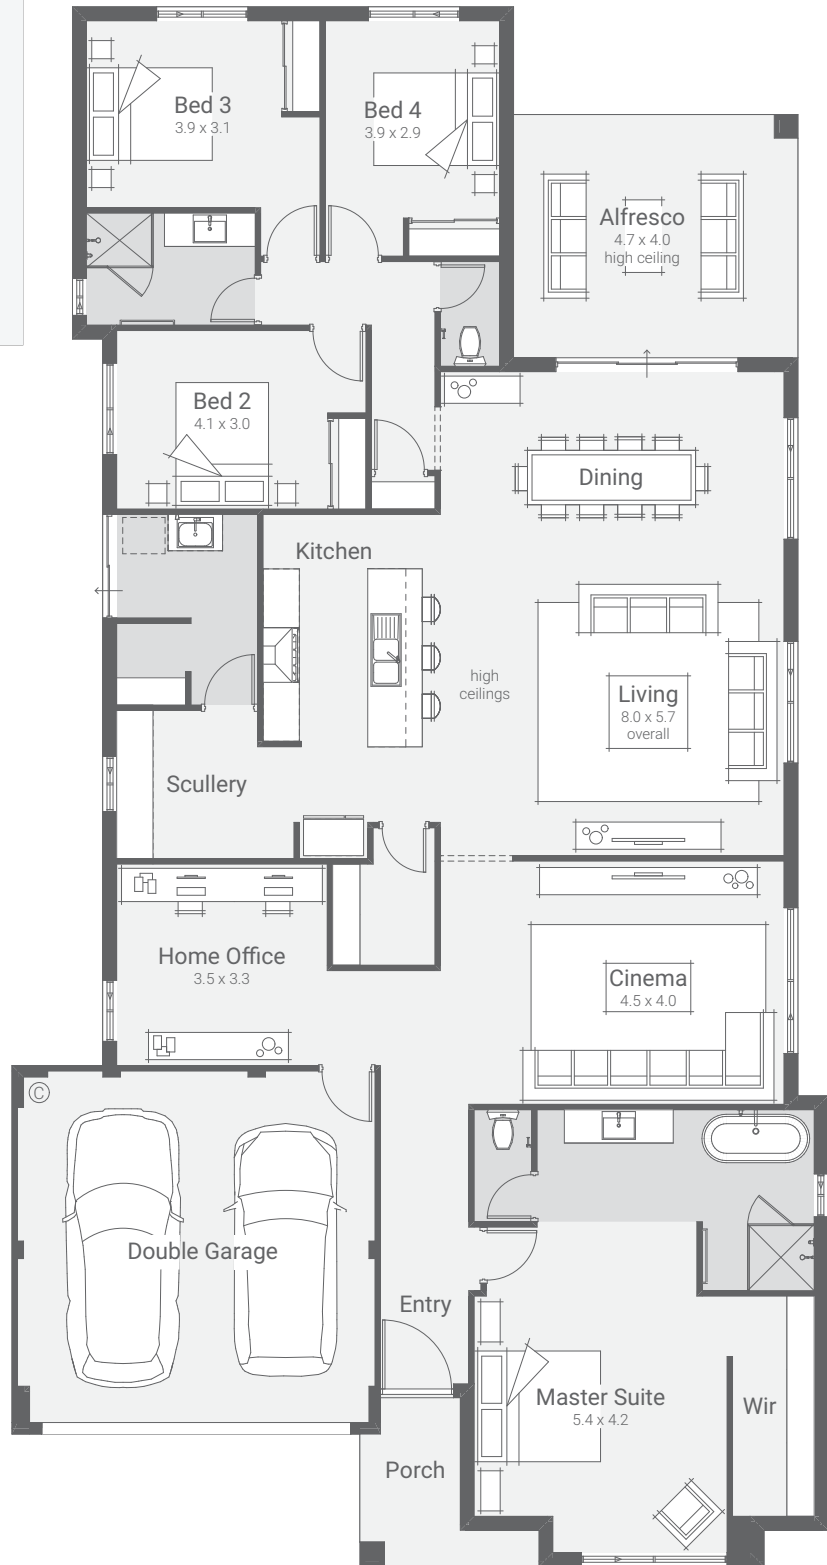 Bed 3
3.9 x 3.1
Bed 4
3.9 x 2.9
Alfresco
4.7 x 4.0
high ceiling
Bed 2
4.1 x 3.0
Dining
Kitchen
high
ceilings
Living
8.0 x 5.7
overall
Scullery
Home Office
3.5 x 3.3
Cinema
4.5 x 4.0
C
Double Garage
Entry
Master Suite
5.4 x 4.2
Wir
Porch